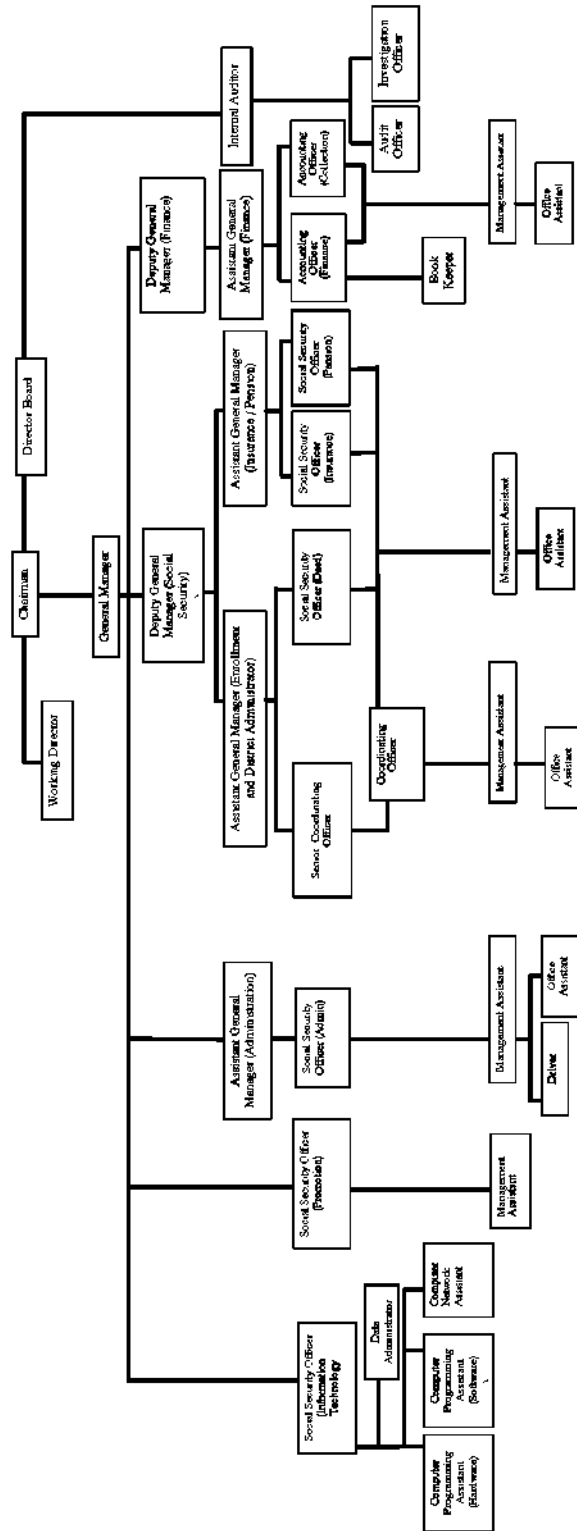 Chairman
Director Board
Working Director
General Manager
Deputy General
Manager (Social
Security)
Deputy General
Manager (Finance)
Internal Auditor
Assistant General
Manager (Administration)
Assistant General Manager (Enrollment
and District Administrator)
Assistant General Manager
(Insurance / Pension)
Assistant General
Manager (Finance)
Social Security Officer
(Information
Technology
Social Security Officer
(Promotion)
Social Security
Officer (Admin)
Senior Coordinating
Officer
Social Security
Officer (Dead)
Social Security
Officer
(Insurance)
Social Security
Officer
(Pension)
Accounting
Officer
(Finance)
Accounting
Officer
(Collection)
Audit
Officer
Investigation
Officer
Data
Administrator
Coordinating
Officer
Book
Keeper
Computer
Programming
Assistant
(Hardware)
Computer
Programming
Assistant
(Software)
Computer
Network
Assistant
Management
Assistant
Management Assistant
Management Assistant
Management Assistant
Management Assistant
Driver
Office
Assistant
Office
Assistant
Office
Assistant
Office
Assistant